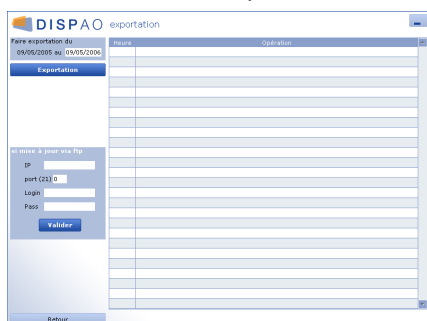 DISPAO exportation
Faire exportation du
09/05/2005 au 09/05/2006
Exportation
Heure Opération
si mise à jour via ftp
IP
port (21) 0
Login
Pass
Valider
Retour